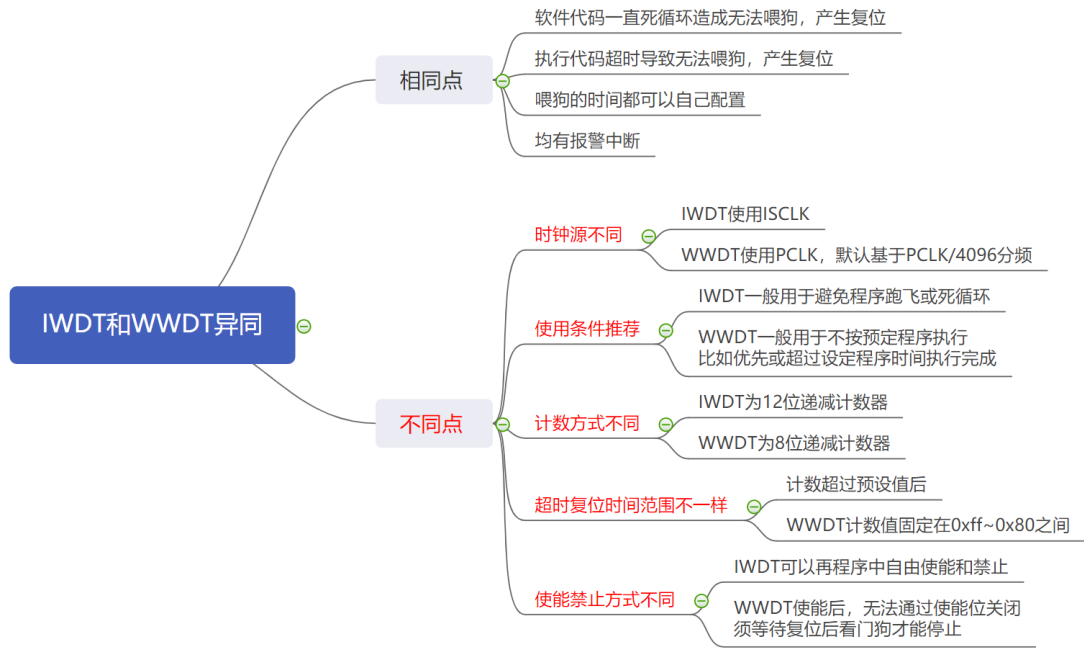 IWDT和WWDT异同
相同点
软件代码一直死循环造成无法喂狗，产生复位
执行代码超时导致无法喂狗，产生复位
喂狗的时间都可以自己配置
均有报警中断
不同点
时钟源不同
IWDT使用ISCLK
WWDT使用PCLK，默认基于PCLK/4096分频
使用条件推荐
IWDT一般用于避免程序跑飞或死循环
WWDT一般用于不按预定程序执行
比如优先或超过设定程序时间执行完成
计数方式不同
IWDT为12位递减计数器
WWDT为8位递减计数器
超时复位时间范围不一样
计数超过预设值后
WWDT计数值固定在0xff~0x80之间
使能禁止方式不同
IWDT可以再程序中自由使能和禁止
WWDT使能后，无法通过使能位关闭
须等待复位后看门狗才能停止